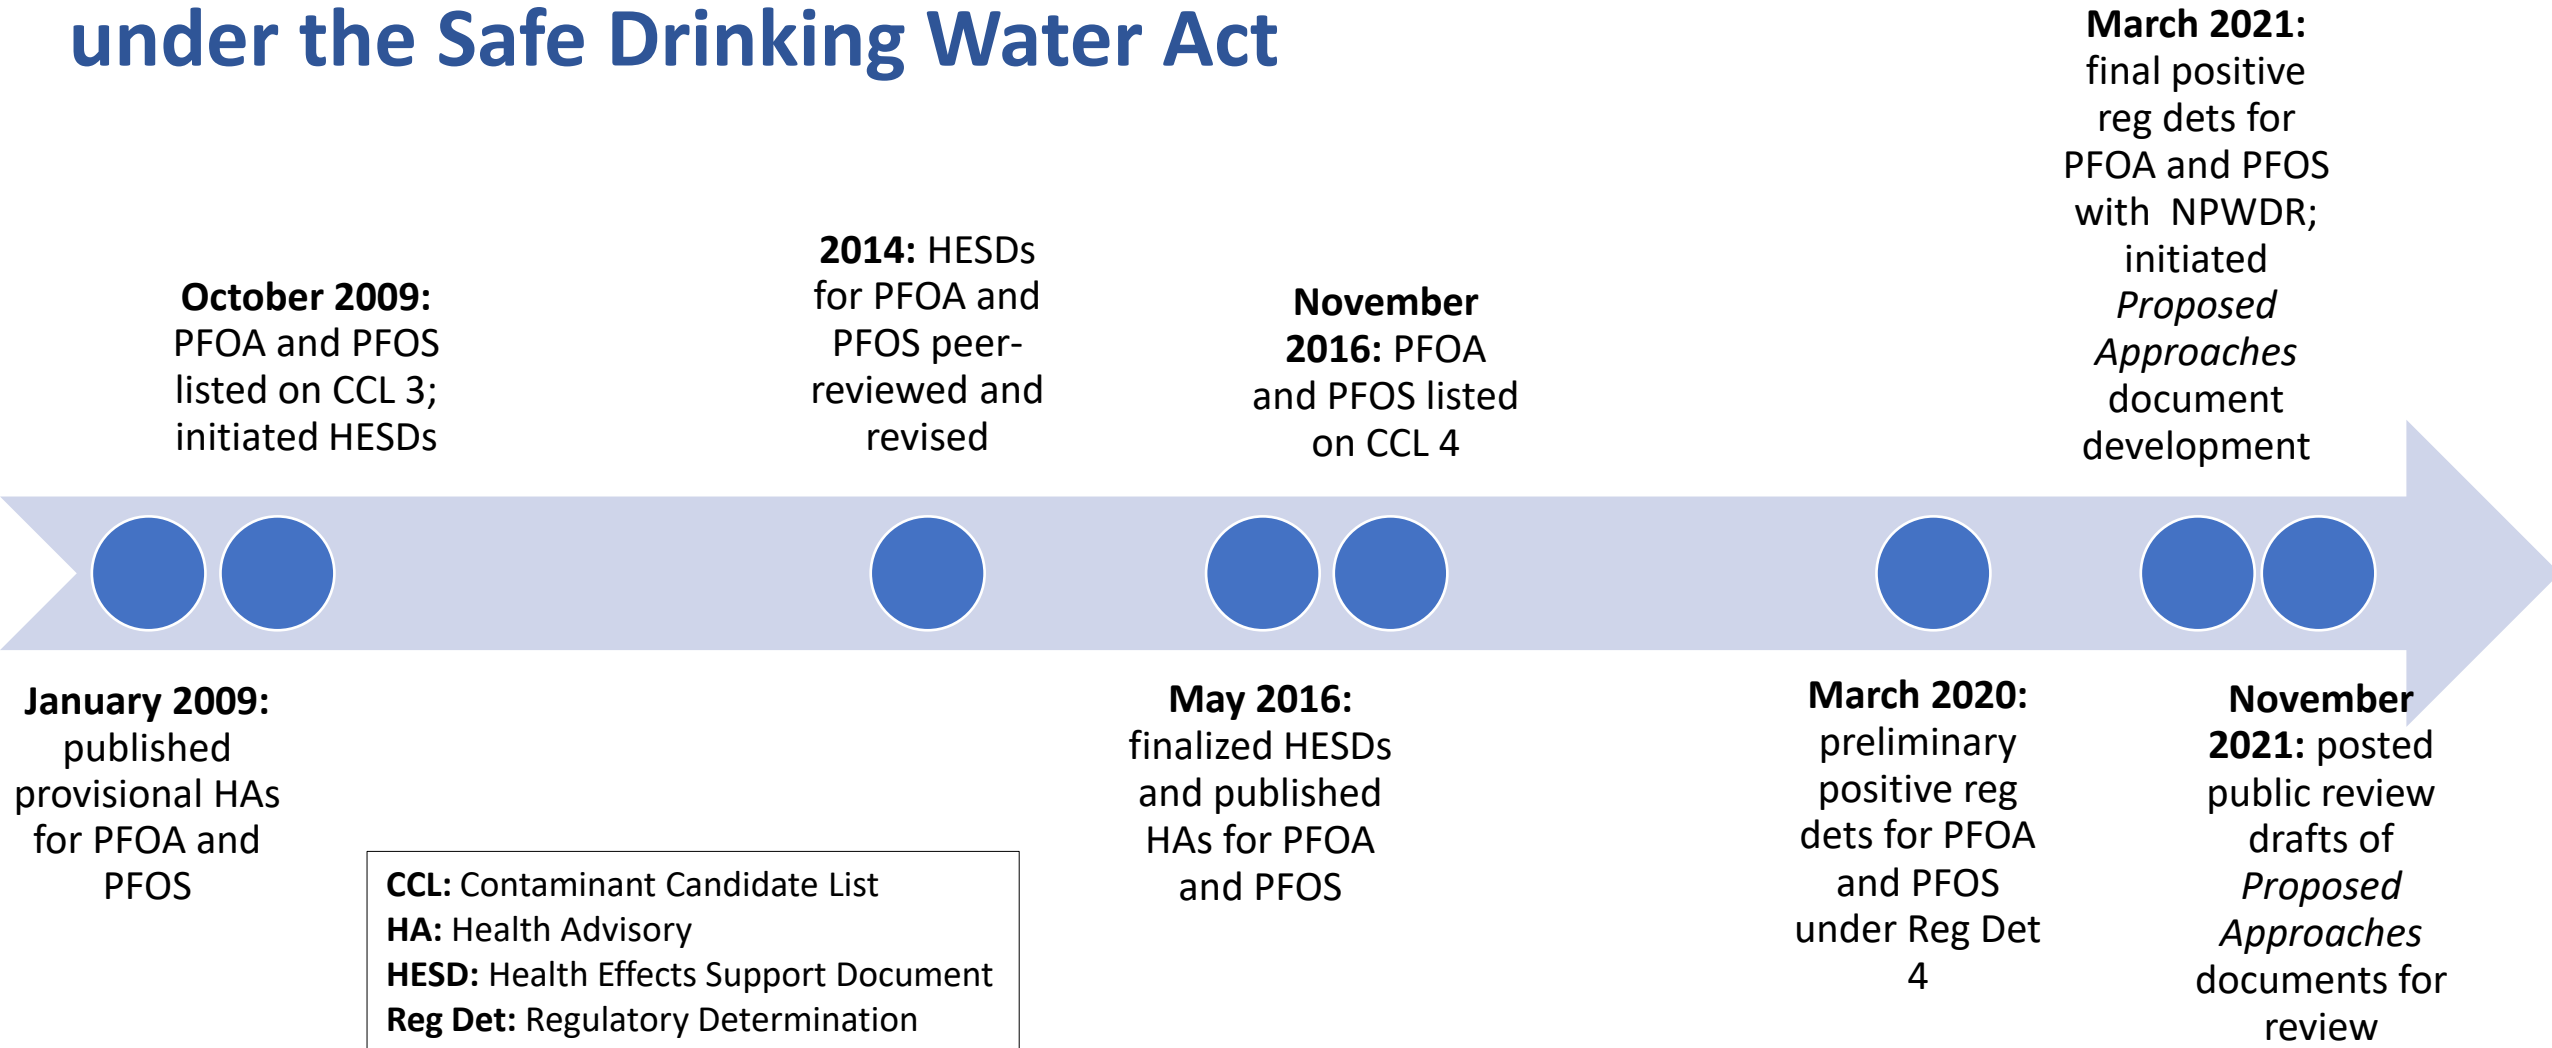 under the Safe Drinking Water Act
October 2009:
PFOA and PFOS
listed on CCL 3;
initiated HESDs
2014: HESDs
for PFOA and
PFOS peer-
reviewed and
revised
November
2016: PFOA
and PFOS listed
on CCL 4
March 2021:
final positive
reg dets for
PFOA and PFOS
with NPWDR;
initiated
Proposed
Approaches
document
development
January 2009:
published
provisional HAs
for PFOA and
PFOS
May 2016:
finalized HESDs
and published
HAs for PFOA
and PFOS
March 2020:
preliminary
positive reg
dets for PFOA
and PFOS
under Reg Det
4
November
2021: posted
public review
drafts of
Proposed
Approaches
documents for
review
CCL: Contaminant Candidate List
HA: Health Advisory
HESD: Health Effects Support Document
Reg Det: Regulatory Determination